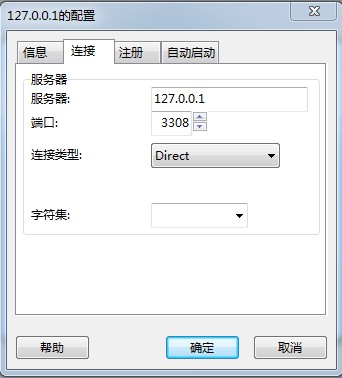 127.0.0.1的配置
信息 连接 注册 自动启动
服务器
服务器: 127.0.0.1
端口: 3308
连接类型: Direct
字符集:
帮助 确定 取消